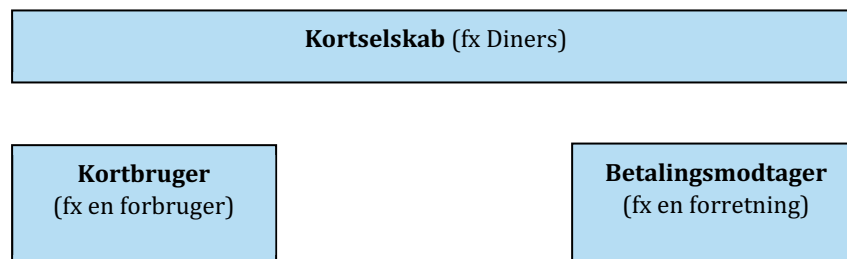 Kortselskab (fx Diners)
Kortbruger
(fx en forbruger)
Betalingsmodtager
(fx en forretning)